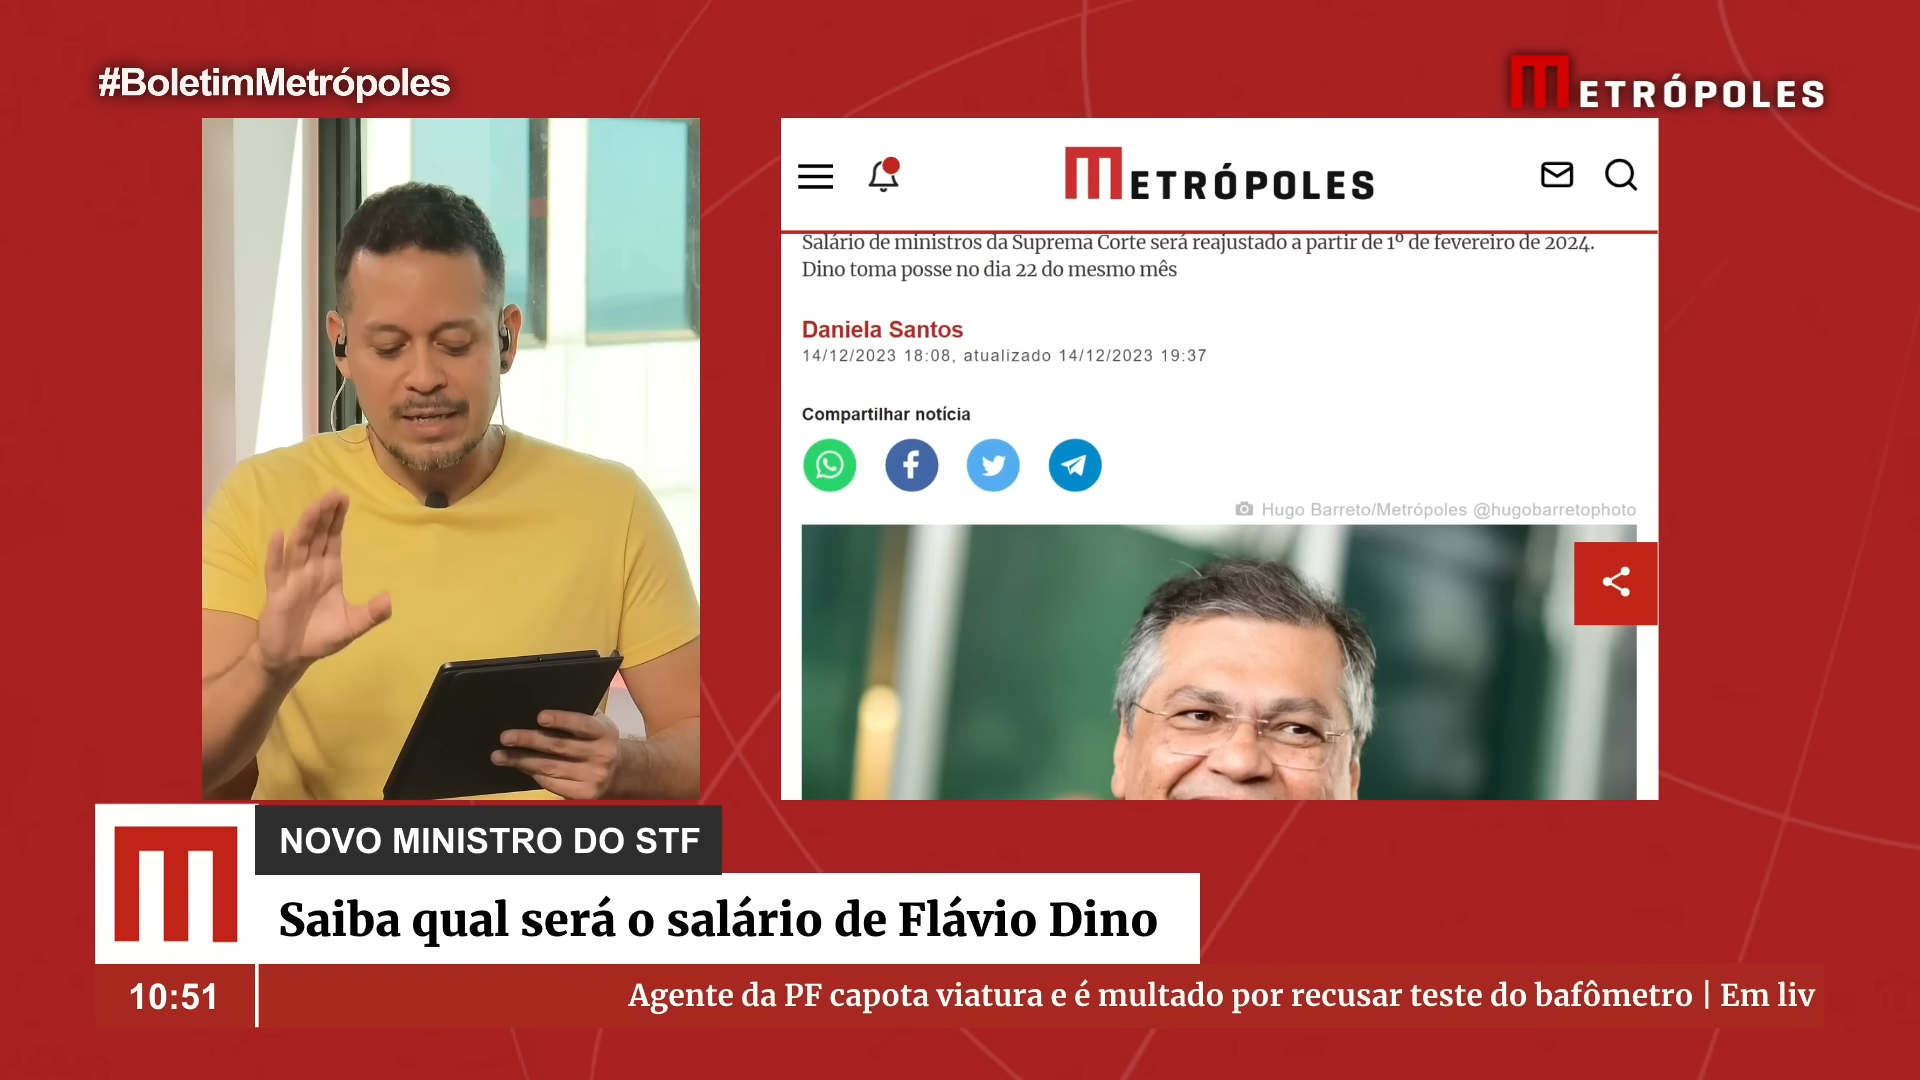 #BoletimMetrópoles
METRÓPOLES
METRÓPOLES
Salário de ministros da Suprema Corte será reajustado a partir de 1º de fevereiro de 2024.
Dino toma posse no dia 22 do mesmo mês
Daniela Santos
14/12/2023 18:08, atualizado 14/12/2023 19:37
Compartilhar notícia
Hugo Barreto/Metrópoles @hugobarretophoto
NOVO MINISTRO DO STF
Saiba qual será o salário de Flávio Dino
10:51
Agente da PF capota viatura e é multado por recusar teste do bafômetro | Em liv